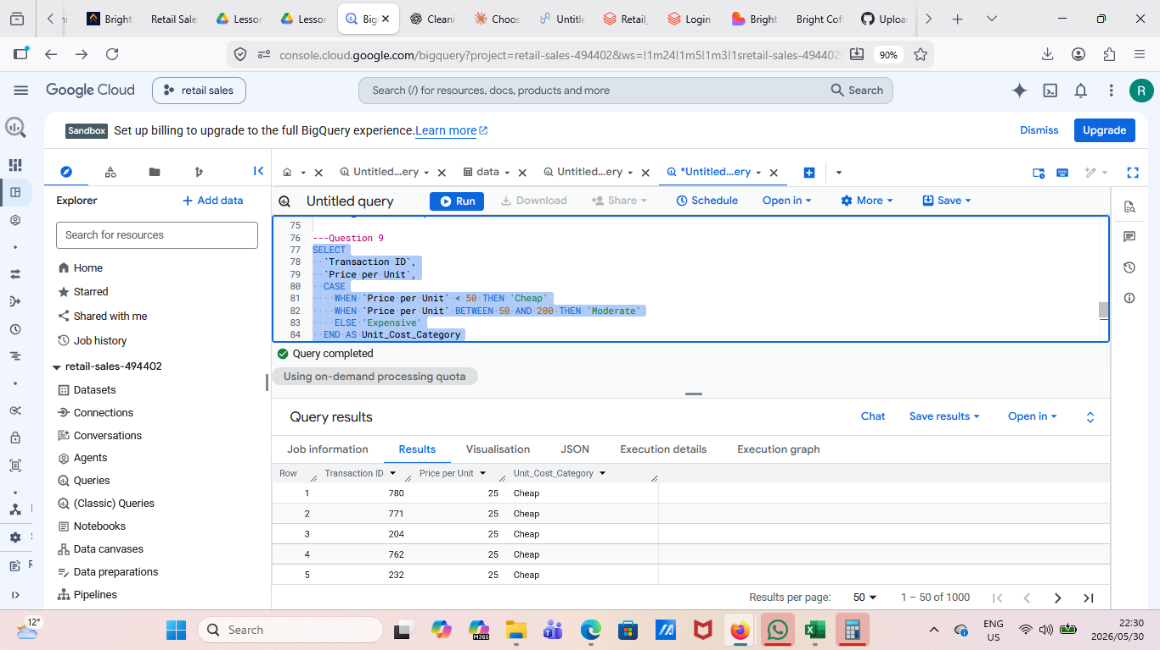 Bright
Retail Sale
Lesson
Lesson
Big
Cleani
Choos
Untitle
Retail_
Login
Bright
Bright Cof
Uploa
console.cloud.google.com/bigquery?project=retail-sales-494402&ws=!1m24!1m5!1m3!1sretail-sales-494402
90%
Google Cloud
retail sales
Search (/) for resources, docs, products and more
Search
R
Sandbox Set up billing to upgrade to the full BigQuery experience. Learn more
Dismiss
Upgrade
Untitled...ery
data
Untitled...ery
*Untitled...ery
Explorer
+ Add data
Untitled query
Run
Download
Share
Schedule
Open in
More
Save
Search for resources
Home
Starred
Shared with me
Job history
retail-sales-494402
Datasets
Connections
Conversations
Agents
Queries
(Classic) Queries
Notebooks
Data canvases
Data preparations
Pipelines
75
76 ---Question 9
77 SELECT
78 `Transaction ID`,
79 `Price per Unit`,
80 CASE
81 WHEN `Price per Unit` < 50 THEN 'Cheap'
82 WHEN `Price per Unit` BETWEEN 50 AND 200 THEN 'Moderate'
83 ELSE 'Expensive'
84 END AS Unit_Cost_Category
Query completed
Using on-demand processing quota
Query results
Chat
Save results
Open in
Job information
Results
Visualisation
JSON
Execution details
Execution graph
Row Transaction ID Price per Unit Unit_Cost_Category
1 780 25 Cheap
2 771 25 Cheap
3 204 25 Cheap
4 762 25 Cheap
5 232 25 Cheap
Results per page: 50 1 – 50 of 1000
12°
Search
M365
ENG
US
22:30
2026/05/30